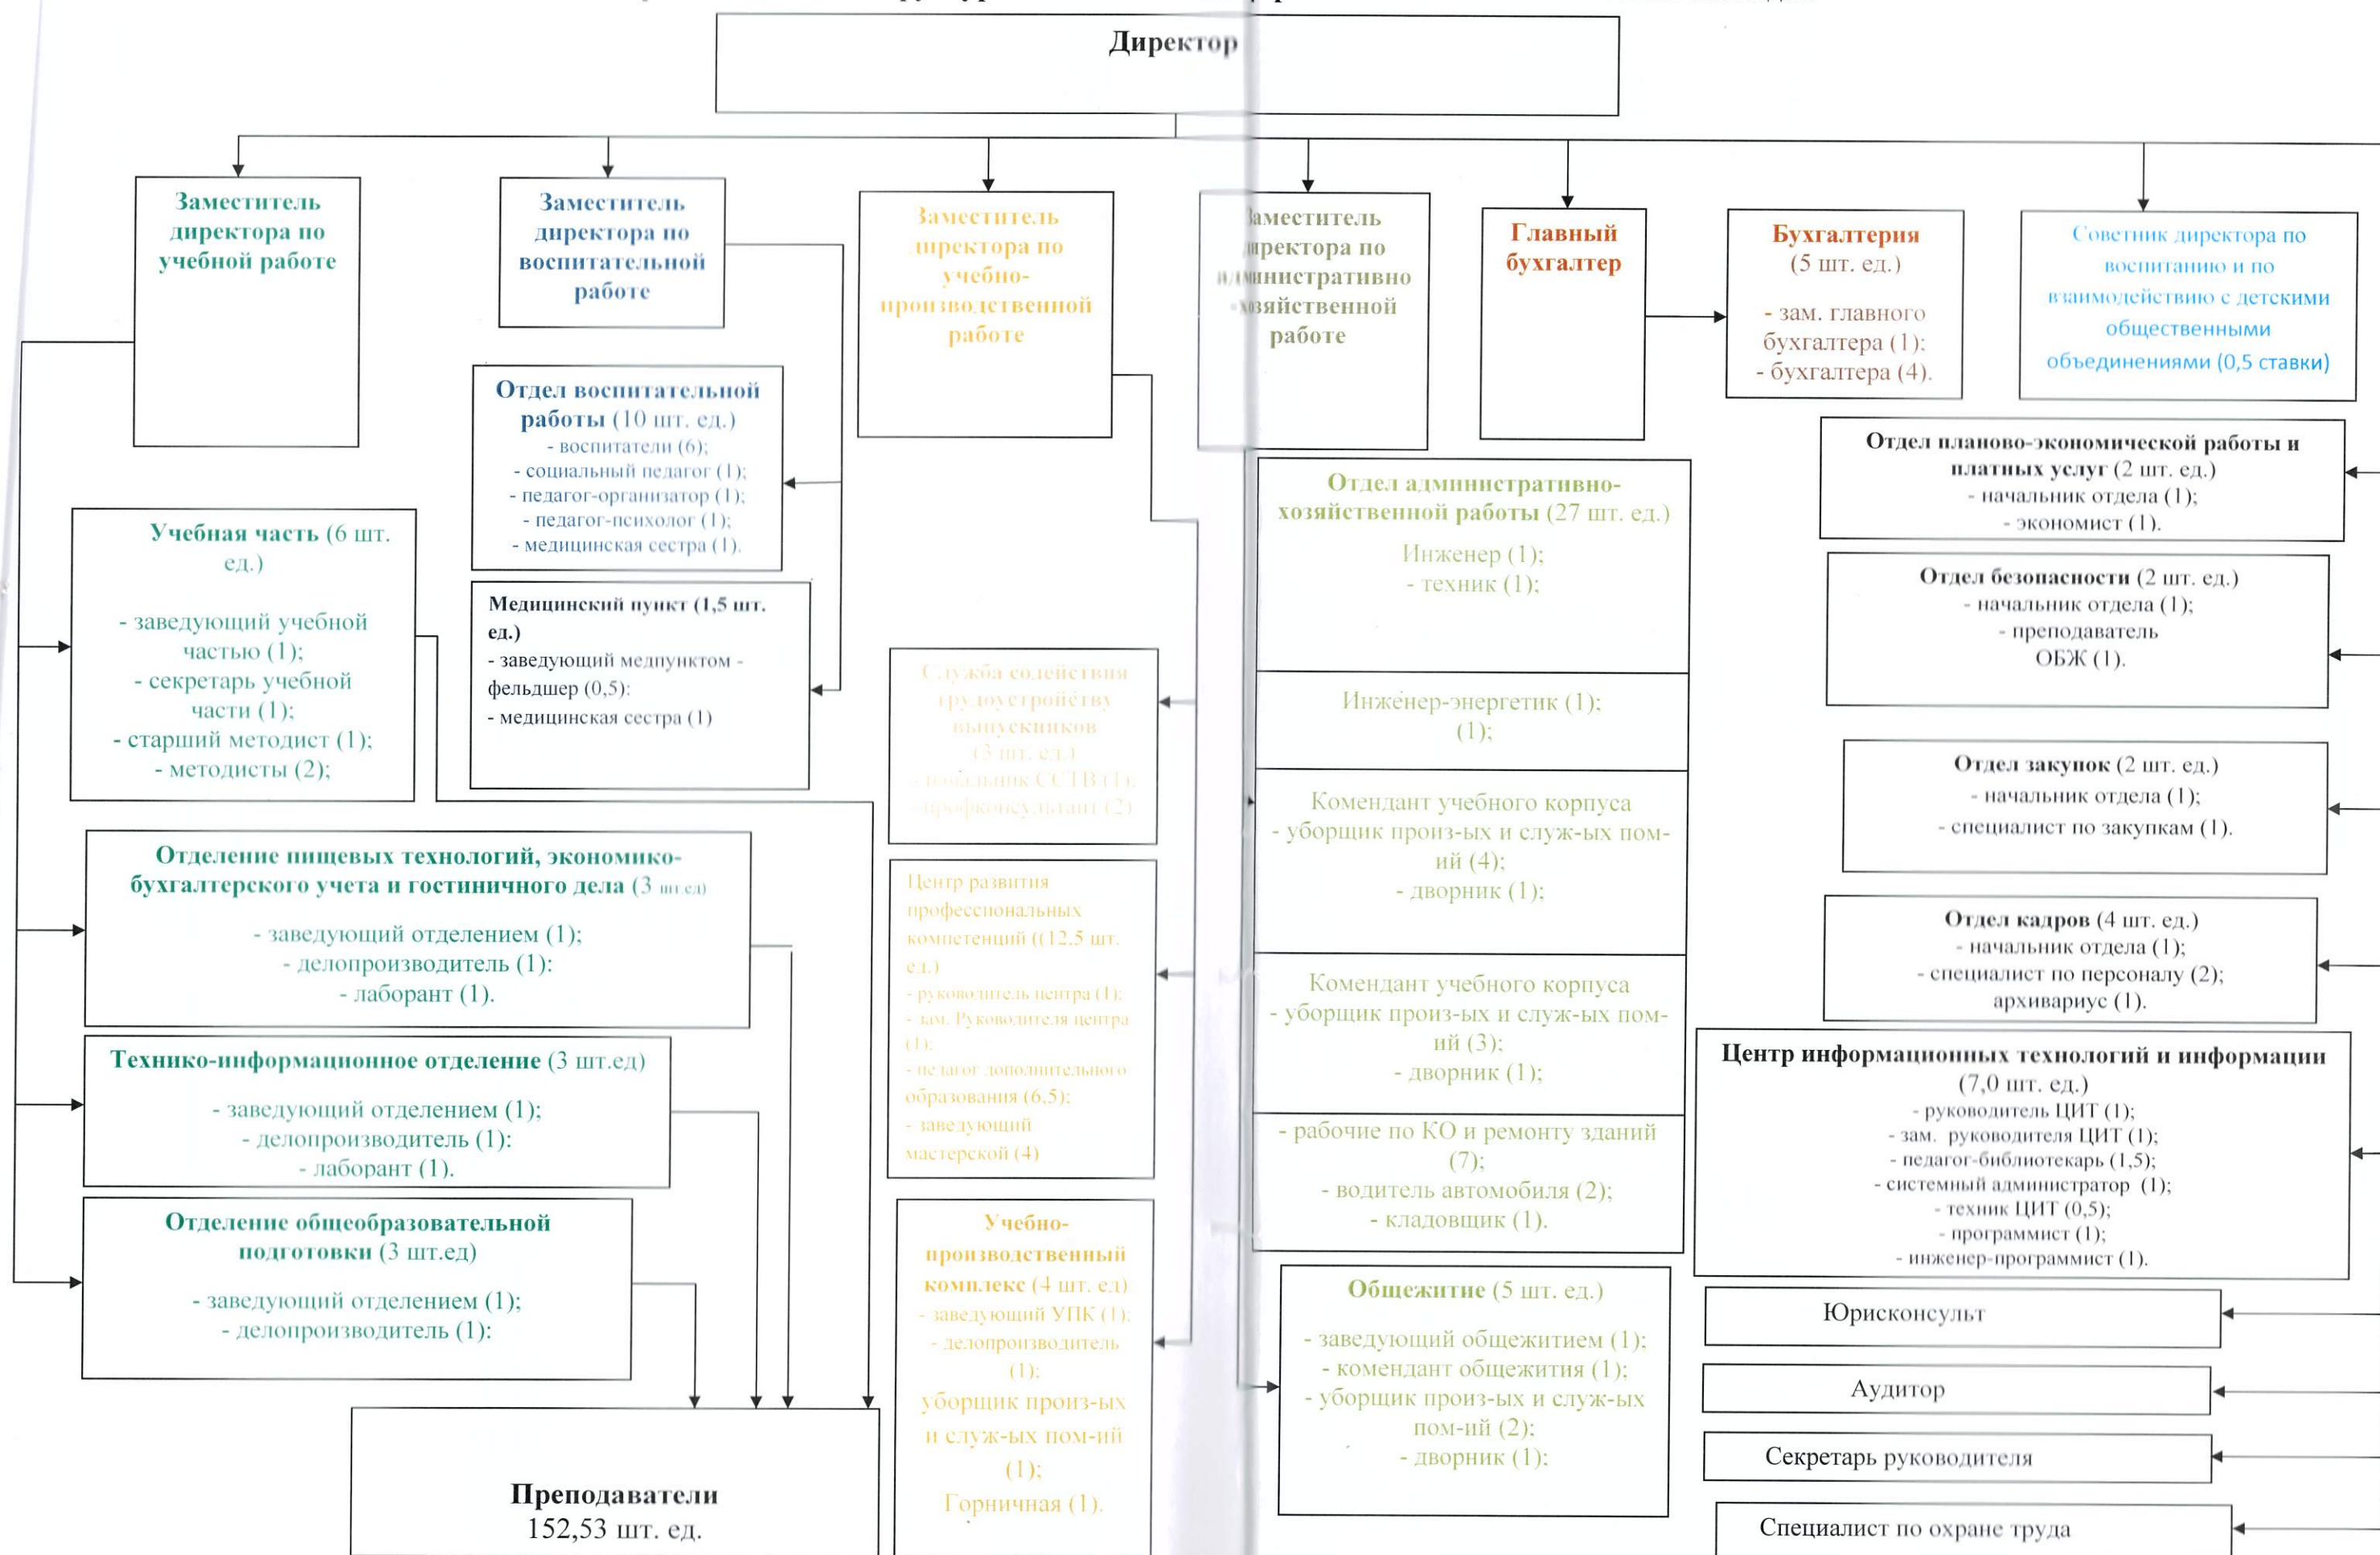 Директор
Заместитель
директора по
учебной работе
Заместитель
директора по
воспитательной
работе
Заместитель
директора по
учебно-
производственной
работе
Заместитель
директора по
административно
-хозяйственной
работе
Главный
бухгалтер
Бухгалтерия
(5 шт. ед.)
- зам. главного
бухгалтера (1);
- бухгалтера (4).
Советник директора по
воспитанию и по
взаимодействию с детскими
общественными
объединениями (0,5 ставки)
Отдел воспитательной
работы (10 шт. ед.)
- воспитатели (6);
- социальный педагог (1);
- педагог-организатор (1);
- педагог-психолог (1);
- медицинская сестра (1).
Медицинский пункт (1,5 шт.
ед.)
- заведующий медпунктом -
фельдшер (0,5):
- медицинская сестра (1)
Учебная часть (6 шт.
ед.)
- заведующий учебной
частью (1);
- секретарь учебной
части (1);
- старший методист (1);
- методисты (2);
Отделение пищевых технологий, экономико-
бухгалтерского учета и гостиничного дела (3 шт.ед)
- заведующий отделением (1);
- делопроизводитель (1):
- лаборант (1).
Технико-информационное отделение (3 шт.ед)
- заведующий отделением (1);
- делопроизводитель (1):
- лаборант (1).
Отделение общеобразовательной
подготовки (3 шт.ед)
- заведующий отделением (1);
- делопроизводитель (1):
Преподаватели
152,53 шт. ед.
Служба содействия
трудоустройству
выпускников
(3 шт. ед.)
- начальник ССТВ (1);
- профконсультант (2)
Центр развития
профессиональных
компетенций ((12,5 шт.
ед.)
- руководитель центра (1);
- зам. Руководителя центра
(1);
- педагог дополнительного
образования (6,5);
- заведующий
мастерской (4)
Учебно-
производственный
комплекс (4 шт. ед)
- заведующий УПК (1);
- делопроизводитель
(1);
уборщик произ-ых
и служ-ых пом-ий
(1);
Горничная (1).
Отдел административно-
хозяйственной работы (27 шт. ед.)
Инженер (1);
- техник (1);
Инженер-энергетик (1);
(1);
Комендант учебного корпуса
- уборщик произ-ых и служ-ых пом-
ий (4);
- дворник (1);
Комендант учебного корпуса
- уборщик произ-ых и служ-ых пом-
ий (3);
- дворник (1);
- рабочие по КО и ремонту зданий
(7);
- водитель автомобиля (2);
- кладовщик (1).
Общежитие (5 шт. ед.)
- заведующий общежитием (1);
- комендант общежития (1);
- уборщик произ-ых и служ-ых
пом-ий (2);
- дворник (1);
Отдел планово-экономической работы и
платных услуг (2 шт. ед.)
- начальник отдела (1);
- экономист (1).
Отдел безопасности (2 шт. ед.)
- начальник отдела (1);
- преподаватель
ОБЖ (1).
Отдел закупок (2 шт. ед.)
- начальник отдела (1);
- специалист по закупкам (1).
Отдел кадров (4 шт. ед.)
- начальник отдела (1);
- специалист по персоналу (2);
архивариус (1).
Центр информационных технологий и информации
(7,0 шт. ед.)
- руководитель ЦИТ (1);
- зам. руководителя ЦИТ (1);
- педагог-библиотекарь (1,5);
- системный администратор (1);
- техник ЦИТ (0,5);
- программист (1);
- инженер-программист (1).
Юрисконсульт
Аудитор
Секретарь руководителя
Специалист по охране труда